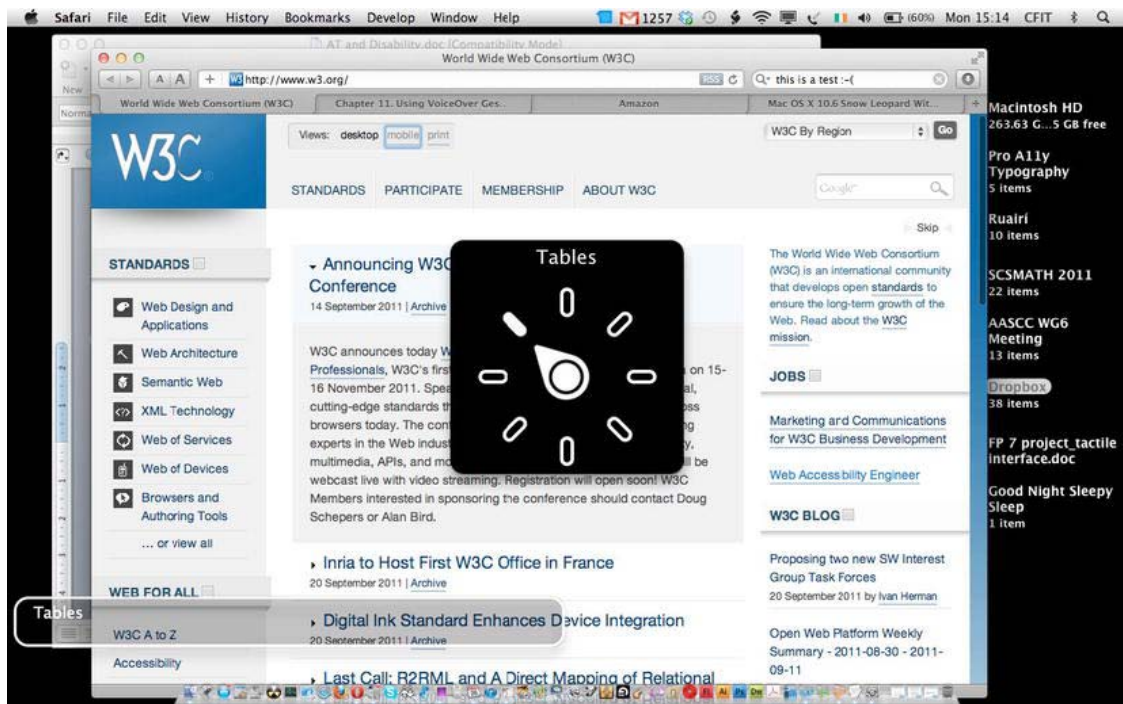 Safari File Edit View History Bookmarks Develop Window Help 1257 (60%) Mon 15:14 CFIT
AT and Disability.doc [Compatibility Mode]
World Wide Web Consortium (W3C)
New
A A + http://www.w3.org/ RSS this is a test :-(
Norma
World Wide Web Consortium (W3C) Chapter 11. Using VoiceOver Ges... Amazon Mac OS X 10.6 Snow Leopard Wit...
W3C
Views: desktop mobile print
W3C By Region Go
STANDARDS PARTICIPATE MEMBERSHIP ABOUT W3C
Google
Skip
STANDARDS
Web Design and
Applications
Web Architecture
Semantic Web
XML Technology
Web of Services
Web of Devices
Browsers and
Authoring Tools
... or view all
WEB FOR ALL
W3C A to Z
Accessibility
Announcing W3C
Conference
14 September 2011 | Archive
W3C announces today W
Professionals, W3C's first on 15-
16 November 2011. Spea al,
cutting-edge standards th oss
browsers today. The con ng
experts in the Web indust y,
multimedia, APIs, and mo ll be
webcast live with video streaming. Registration will open soon! W3C
Members interested in sponsoring the conference should contact Doug
Schepers or Alan Bird.
Inria to Host First W3C Office in France
20 September 2011 | Archive
Digital Ink Standard Enhances Device Integration
20 September 2011 | Archive
Last Call: R2RML and A Direct Mapping of Relational
Tables
Tables
The World Wide Web Consortium
(W3C) is an international community
that develops open standards to
ensure the long-term growth of the
Web. Read about the W3C
mission.
JOBS
Marketing and Communications
for W3C Business Development
Web Accessibility Engineer
W3C BLOG
Proposing two new SW Interest
Group Task Forces
20 September 2011 by Ivan Herman
Open Web Platform Weekly
Summary - 2011-08-30 - 2011-
09-11
Macintosh HD
263.63 G...5 GB free
Pro A11y
Typography
5 items
Ruairí
10 items
SCSMATH 2011
22 items
AASCC WG6
Meeting
13 items
Dropbox
38 items
FP 7 project_tactile
interface.doc
Good Night Sleepy
Sleep
1 item